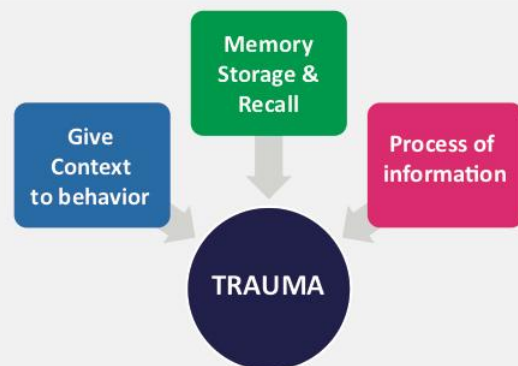 Memory
Storage &
Recall
Give
Context
to behavior
Process of
information
TRAUMA